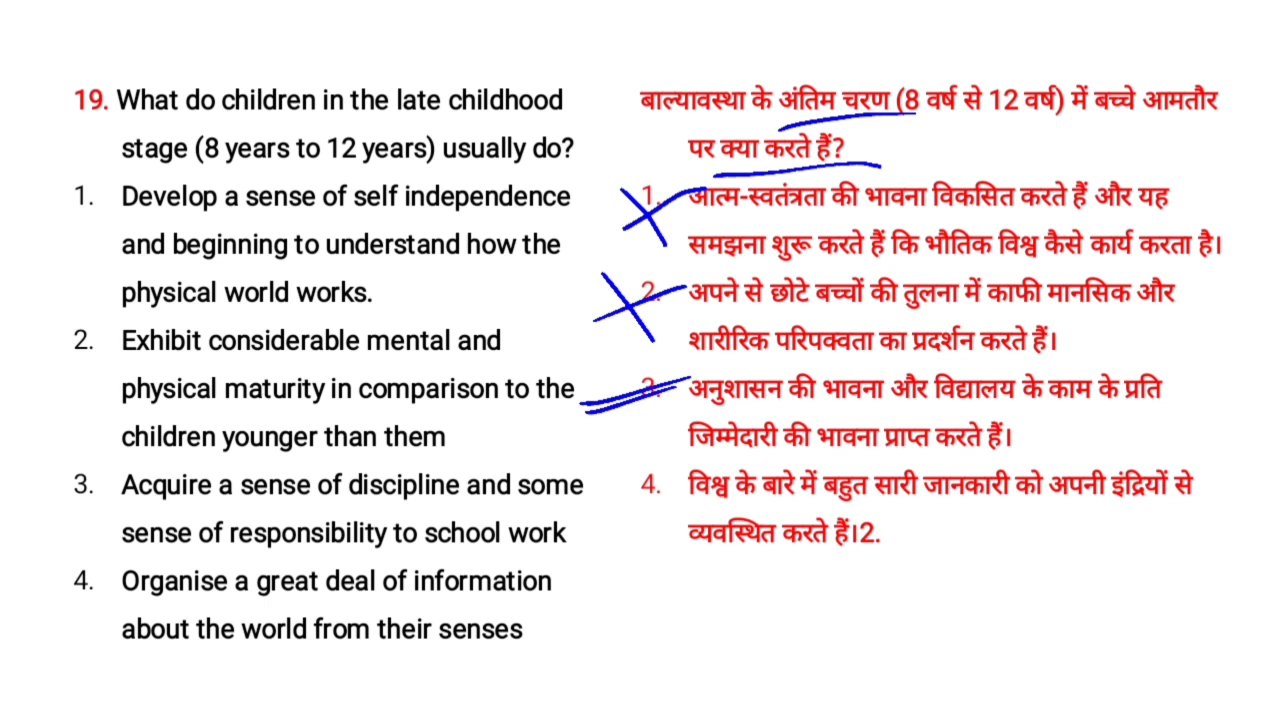 19. What do children in the late childhood
stage (8 years to 12 years) usually do?
1. Develop a sense of self independence
and beginning to understand how the
physical world works.
2. Exhibit considerable mental and
physical maturity in comparison to the
children younger than them
3. Acquire a sense of discipline and some
sense of responsibility to school work
4. Organise a great deal of information
about the world from their senses
बाल्यावस्था के अंतिम चरण (8 वर्ष से 12 वर्ष) में बच्चे आमतौर
पर क्या करते हैं?
1. आत्म-स्वतंत्रता की भावना विकसित करते हैं और यह
समझना शुरू करते हैं कि भौतिक विश्व कैसे कार्य करता है।
2. अपने से छोटे बच्चों की तुलना में काफी मानसिक और
शारीरिक परिपक्वता का प्रदर्शन करते हैं।
3. अनुशासन की भावना और विद्यालय के काम के प्रति
जिम्मेदारी की भावना प्राप्त करते हैं।
4. विश्व के बारे में बहुत सारी जानकारी को अपनी इंद्रियों से
व्यवस्थित करते हैं।2.